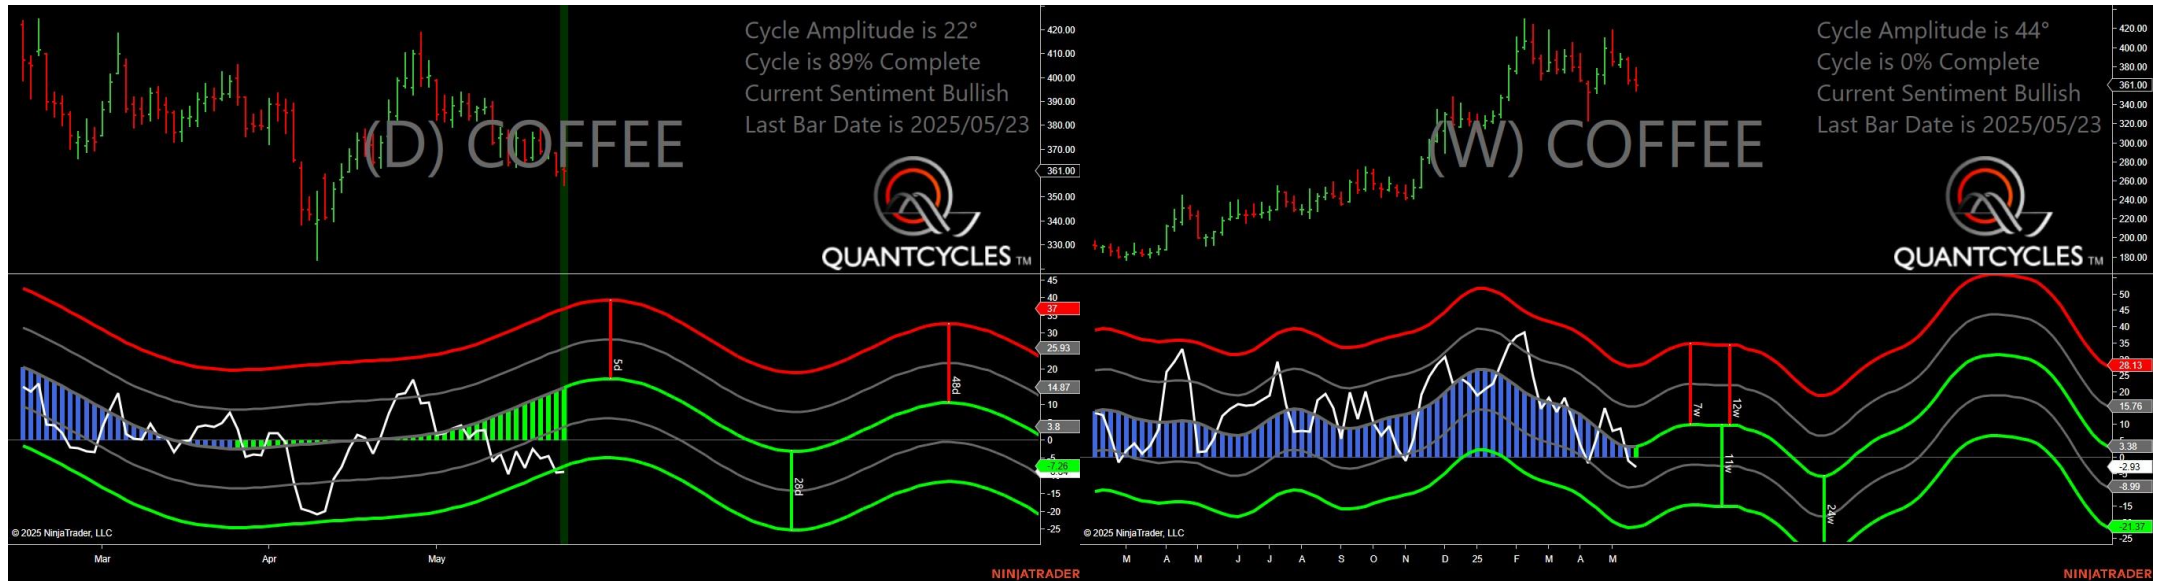 Cycle Amplitude is 22°
Cycle is 89% Complete
Current Sentiment Bullish
Last Bar Date is 2025/05/23
(D) COFFEE
QUANTCYCLES TM
420.00
410.00
400.00
390.00
380.00
370.00
361.00
350.00
340.00
330.00
45
40
37
35
30
25.93
20
14.87
10
3.8
0
-5
-7.26
-15
-20
-25
5d
48d
28d
© 2025 NinjaTrader, LLC
Mar
Apr
May
NINJATRADER
Cycle Amplitude is 44°
Cycle is 0% Complete
Current Sentiment Bullish
Last Bar Date is 2025/05/23
(W) COFFEE
QUANTCYCLES TM
420.00
400.00
380.00
361.00
340.00
320.00
300.00
280.00
260.00
240.00
220.00
200.00
180.00
50
45
40
35
28.13
25
20
15.76
10
3.38
0
-2.93
-8.99
-15
-21.37
-25
7w
12w
11w
24w
© 2025 NinjaTrader, LLC
M
A
M
J
J
A
S
O
N
D
25
F
M
A
M
NINJATRADER